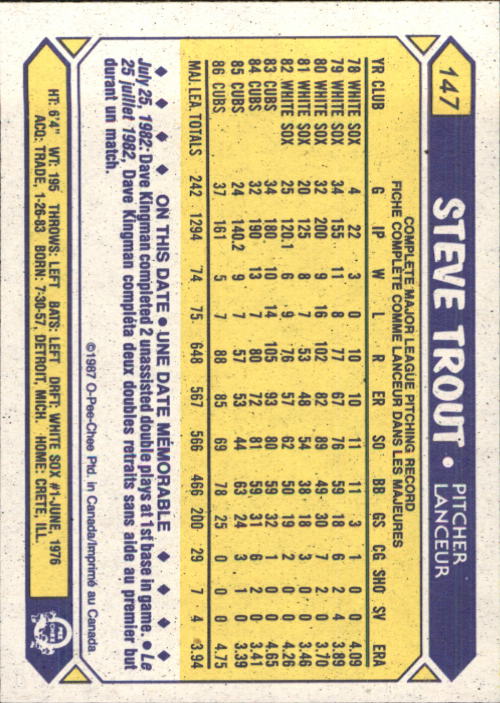 147 STEVE TROUT • PITCHER
LANCEUR
COMPLETE MAJOR LEAGUE PITCHING RECORD
FICHE COMPLÈTE COMME LANCEUR DANS LES MAJEURES
YR CLUB G IP W L R ER SO BB GS CG SHO SV ERA
78 WHITE SOX 4 22 3 0 10 10 11 11 3 1 0 0 4.09
79 WHITE SOX 34 155 11 8 77 67 76 59 18 6 2 4 3.89
80 WHITE SOX 32 200 9 16 102 82 89 49 30 7 2 0 3.70
81 WHITE SOX 20 125 8 7 53 48 54 38 18 3 0 0 3.46
82 WHITE SOX 25 120.1 6 9 76 57 62 50 19 2 0 0 4.26
83 CUBS 34 180 10 14 105 93 80 59 32 1 0 0 4.65
84 CUBS 32 190 13 7 80 72 81 59 31 6 2 0 3.41
85 CUBS 24 140.2 9 7 57 53 44 63 24 3 1 0 3.39
86 CUBS 37 161 5 7 88 85 69 78 25 0 0 0 4.75
MAJ. LEA. TOTALS 242 1294 74 75 648 567 566 466 200 29 7 4 3.94
ON THIS DATE • UNE DATE MÉMORABLE
July 25, 1982: Dave Kingman completed 2 unassisted double plays at 1st base in game. • Le
25 juillet 1982, Dave Kingman compléta deux doubles retraits sans aide au premier but
durant un match.
©1987 O-Pee-Chee Ptd. in Canada/Imprimé au Canada
HT: 6'4" WT: 195 THROWS: LEFT BATS: LEFT DRFT: WHITE SOX #1-JUNE, 1976
ACQ: TRADE, 1-26-83 BORN: 7-30-57, DETROIT, MICH. HOME: CRETE, ILL.
O PEE CHEE